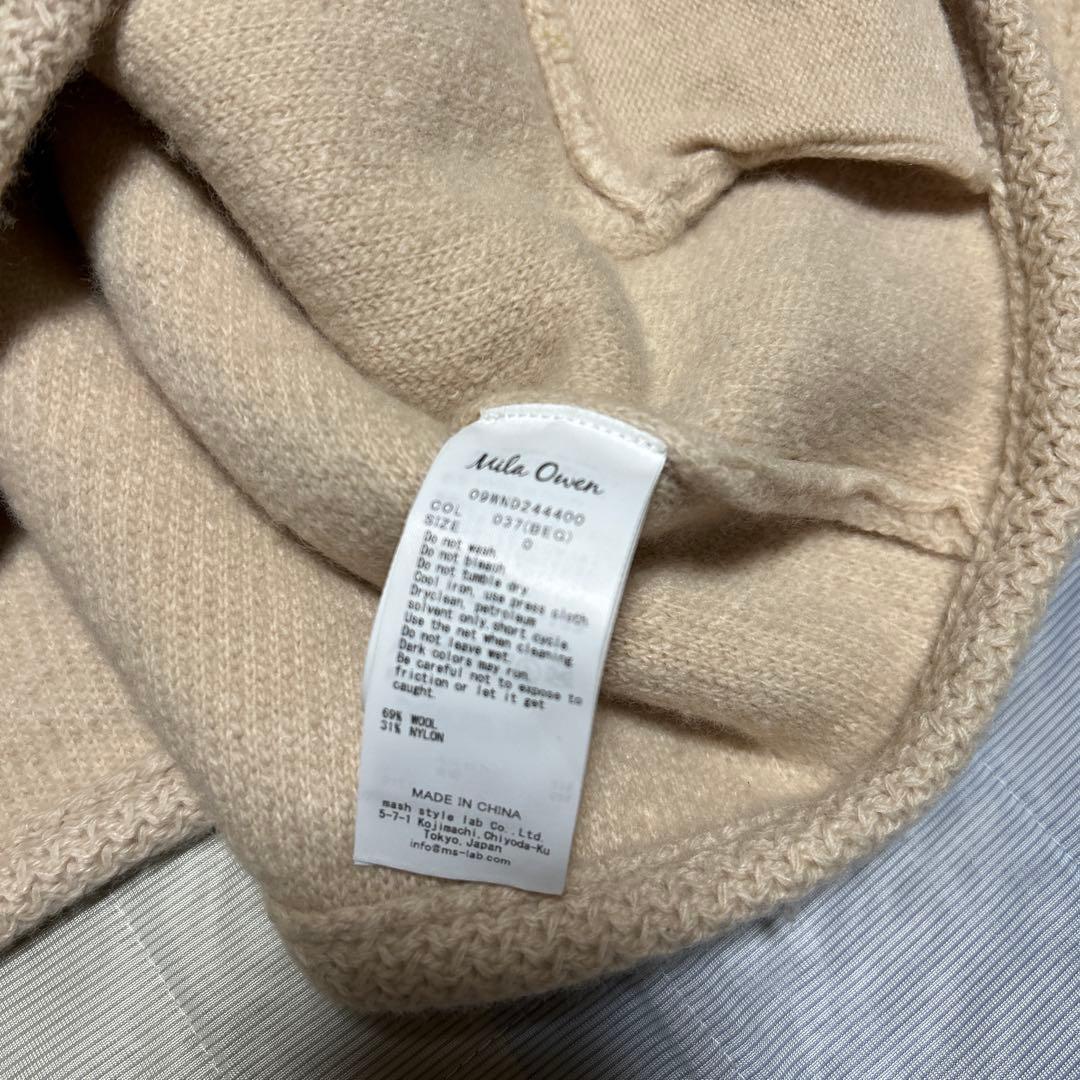 Mila Owen
09WND244400
COL 037(BEG)
SIZE 0
Do not wash
Do not bleach
Do not tumble dry
Cool iron, use press cloth
Dryclean, petroleum
solvent only,short cycle
Use the net when cleaning
Do not leave wet.
Dark colors may run.
Be careful not to expose to
friction or let it get
caught.
69% WOOL
31% NYLON
MADE IN CHINA
mash style lab Co.,Ltd.
5-7-1 Kojimachi,Chiyoda-Ku
Tokyo,Japan
info@ms-lab.com